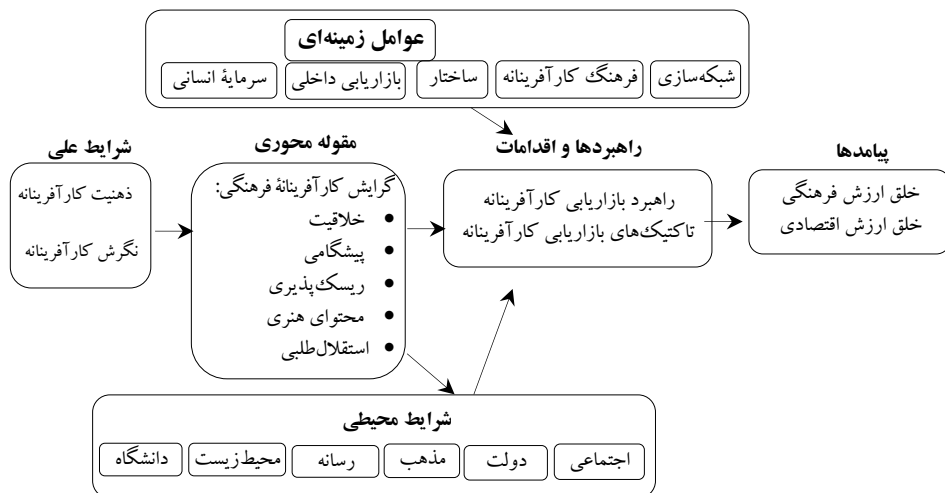 عوامل زمینه‌ای
شبکه‌سازی
فرهنگ کارآفرینانه
ساختار
بازاریابی داخلی
سرمایۀ انسانی
شرایط علی
ذهنیت کارآفرینانه
نگرش کارآفرینانه
مقوله محوری
گرایش کارآفرینانۀ فرهنگی:
• خلاقیت
• پیشگامی
• ریسک‌پذیری
• محتوای هنری
• استقلال‌طلبی
راهبردها و اقدامات
راهبرد بازاریابی کارآفرینانه
تاکتیک‌های بازاریابی کارآفرینانه
پیامدها
خلق ارزش فرهنگی
خلق ارزش اقتصادی
شرایط محیطی
اجتماعی
دولت
مذهب
رسانه
محیط‌زیست
دانشگاه